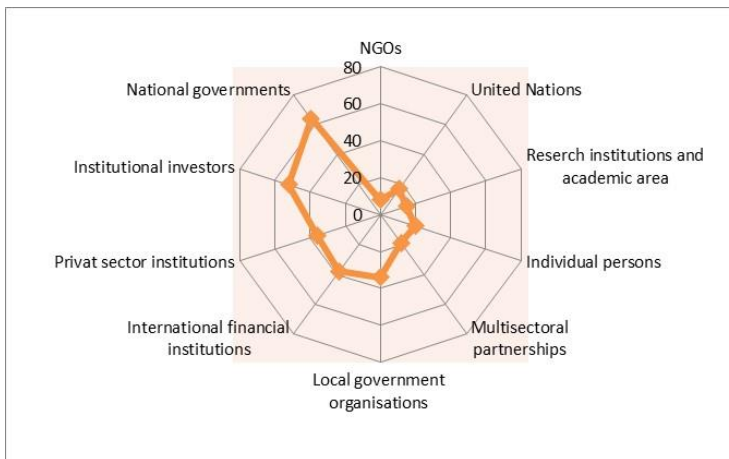 NGOs
80
National governments
United Nations
60
40
Institutional investors
Reserch institutions and
academic area
20
0
Privat sector institutions
Individual persons
International financial
institutions
Multisectoral
partnerships
Local government
organisations